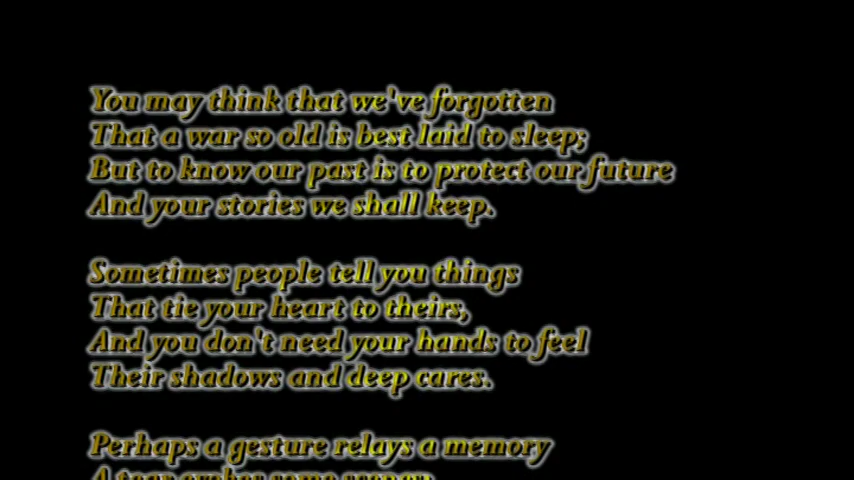 You may think that we've forgotten
That a war so old is best laid to sleep;
But to know our past is to protect our future
And your stories we shall keep.
Sometimes people tell you things
That tie your heart to theirs,
And you don't need your hands to feel
Their shadows and deep cares.
Perhaps a gesture relays a memory
A tear